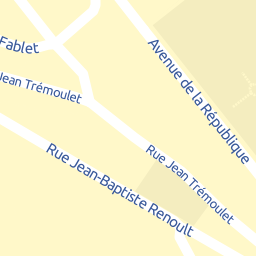 Fablet
Avenue de la République
Jean Trémoulet
Rue Jean Trémoulet
Rue Jean-Baptiste Renoult